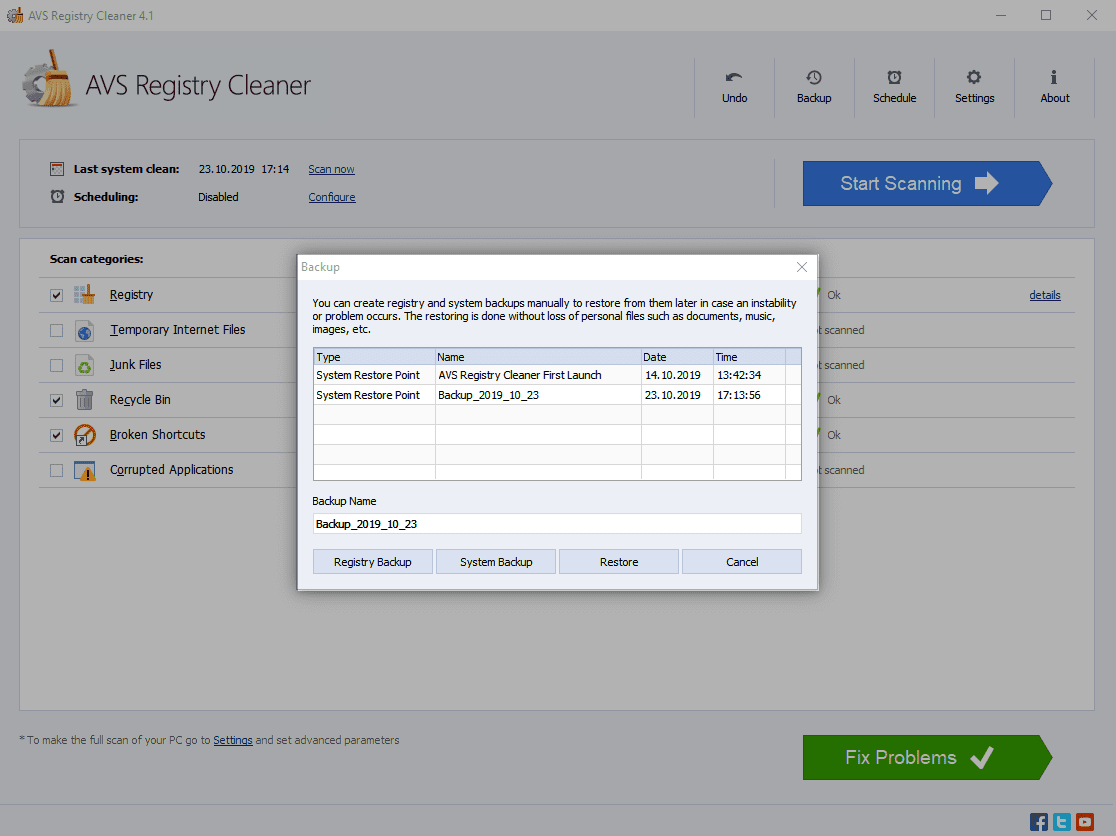 AVS Registry Cleaner 4.1
AVS Registry Cleaner
Undo
Backup
Schedule
Settings
About
Last system clean: 23.10.2019 17:14 Scan now
Scheduling: Disabled Configure
Start Scanning
Scan categories:
Registry
Ok
details
Temporary Internet Files
scanned
Junk Files
scanned
Recycle Bin
Ok
Broken Shortcuts
Ok
Corrupted Applications
scanned
Backup
You can create registry and system backups manually to restore from them later in case an instability
or problem occurs. The restoring is done without loss of personal files such as documents, music,
images, etc.
Type Name Date Time
System Restore Point AVS Registry Cleaner First Launch 14.10.2019 13:42:34
System Restore Point Backup_2019_10_23 23.10.2019 17:13:56
Backup Name
Backup_2019_10_23
Registry Backup
System Backup
Restore
Cancel
* To make the full scan of your PC go to Settings and set advanced parameters
Fix Problems